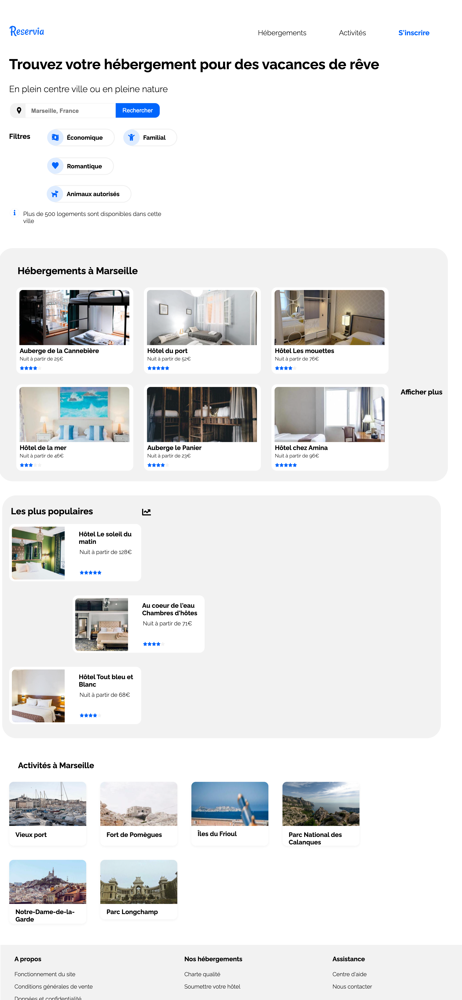 Reservia
Hébergements
Activités
S'inscrire
Trouvez votre hébergement pour des vacances de rêve
En plein centre ville ou en pleine nature
Marseille, France
Rechercher
Filtres
Économique
Familial
Romantique
Animaux autorisés
Plus de 500 logements sont disponibles dans cette
ville
Hébergements à Marseille
Auberge de la Cannebière
Nuit à partir de 25€
Hôtel du port
Nuit à partir de 52€
Hôtel Les mouettes
Nuit à partir de 76€
Hôtel de la mer
Nuit à partir de 46€
Auberge le Panier
Nuit à partir de 23€
Hôtel chez Amina
Nuit à partir de 96€
Afficher plus
Les plus populaires
Hôtel Le soleil du
matin
Nuit à partir de 128€
Au coeur de l'eau
Chambres d'hôtes
Nuit à partir de 71€
Hôtel Tout bleu et
Blanc
Nuit à partir de 68€
Activités à Marseille
Vieux port
Fort de Pomègues
Îles du Frioul
Parc National des
Calanques
Notre-Dame-de-la-
Garde
Parc Longchamp
A propos
Fonctionnement du site
Conditions générales de vente
Données et confidentialité
Nos hébergements
Charte qualité
Soumettre votre hôtel
Assistance
Centre d'aide
Nous contacter